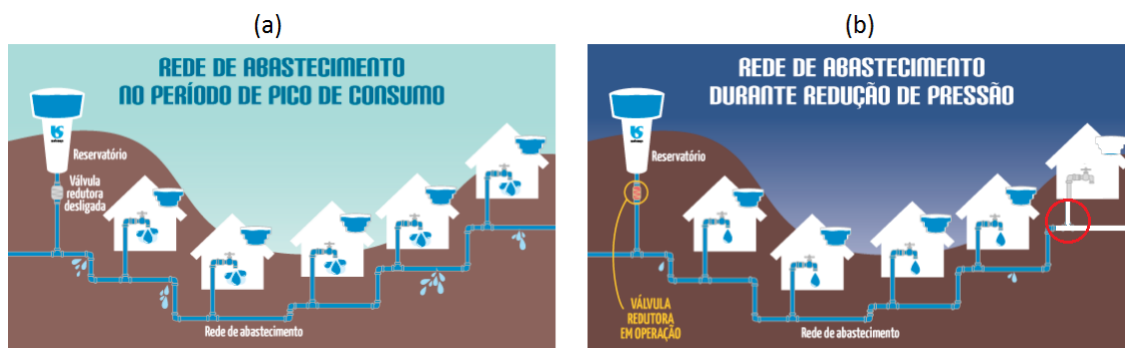 (a)
REDE DE ABASTECIMENTO
NO PERÍODO DE PICO DE CONSUMO
Reservatório
Válvula
redutora
desligada
Rede de abastecimento
(b)
REDE DE ABASTECIMENTO
DURANTE REDUÇÃO DE PRESSÃO
Reservatório
VÁLVULA
REDUTORA
EM OPERAÇÃO
Rede de abastecimento